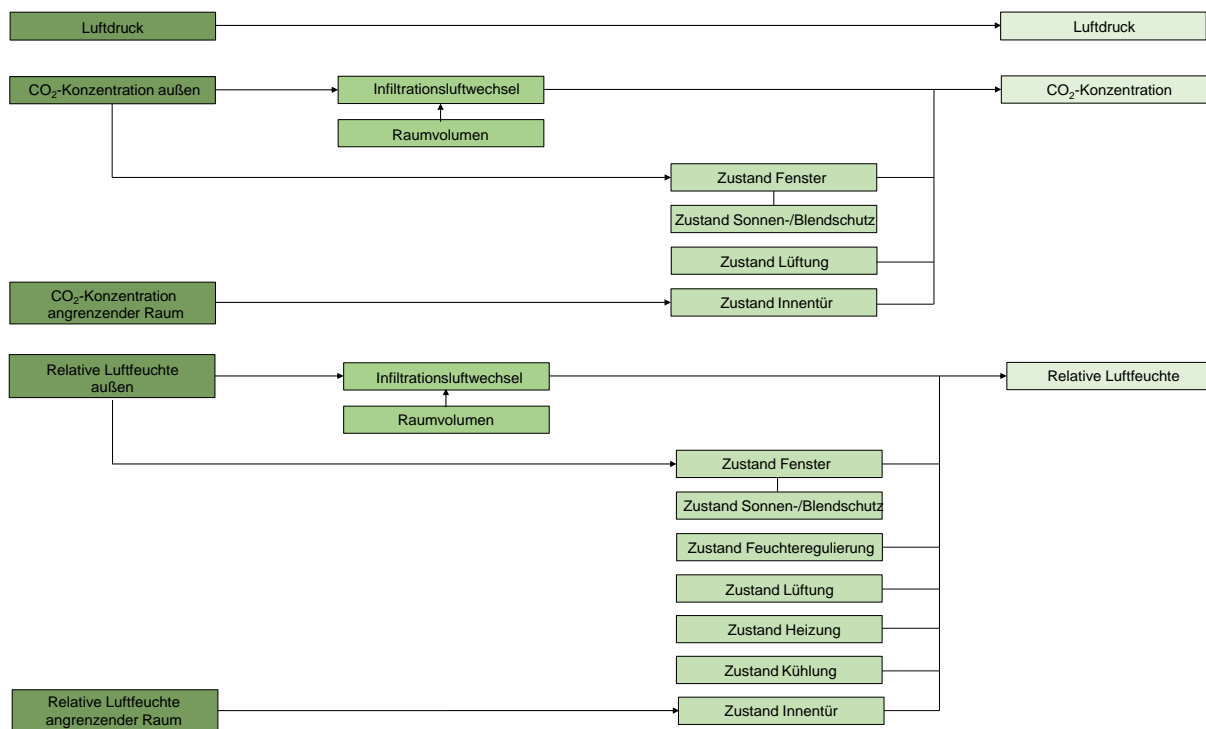 Luftdruck
Luftdruck
CO₂-Konzentration außen
Infiltrationsluftwechsel
CO₂-Konzentration
Raumvolumen
Zustand Fenster
Zustand Sonnen-/Blendschutz
Zustand Lüftung
CO₂-Konzentration
angrenzender Raum
Zustand Innentür
Relative Luftfeuchte
außen
Infiltrationsluftwechsel
Relative Luftfeuchte
Raumvolumen
Zustand Fenster
Zustand Sonnen-/Blendschutz
Zustand Feuchteregulierung
Zustand Lüftung
Zustand Heizung
Zustand Kühlung
Relative Luftfeuchte
angrenzender Raum
Zustand Innentür